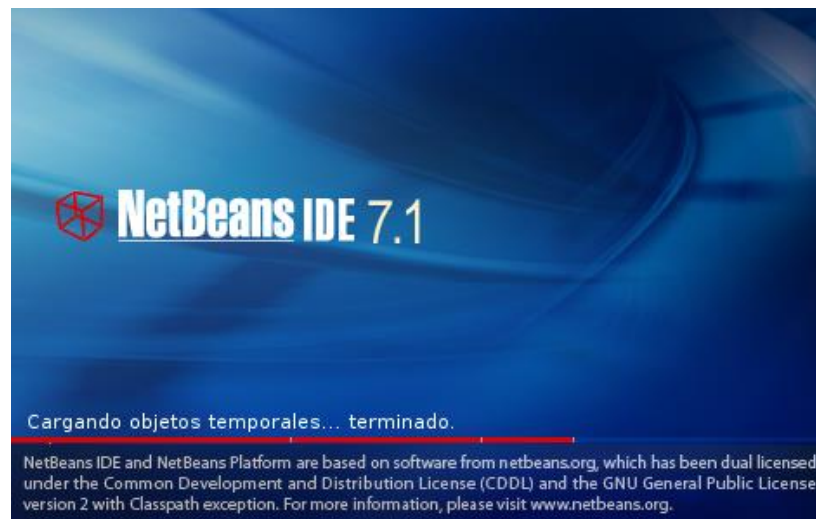 NetBeans IDE 7.1
Cargando objetos temporales... terminado.
NetBeans IDE and NetBeans Platform are based on software from netbeans.org, which has been dual licensed
under the Common Development and Distribution License (CDDL) and the GNU General Public License
version 2 with Classpath exception. For more information, please visit www.netbeans.org.